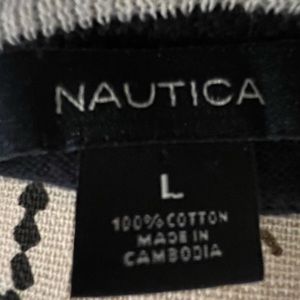 NAUTICA
L
100% COTTON
MADE IN
CAMBODIA